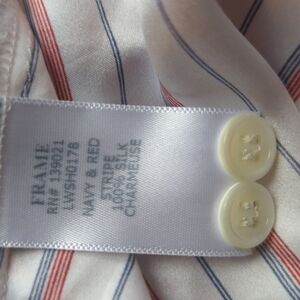 FRAME
RN# 139021
LWSH0178
NAVY & RED
STRIPE
100% SILK
CHARMEUSE